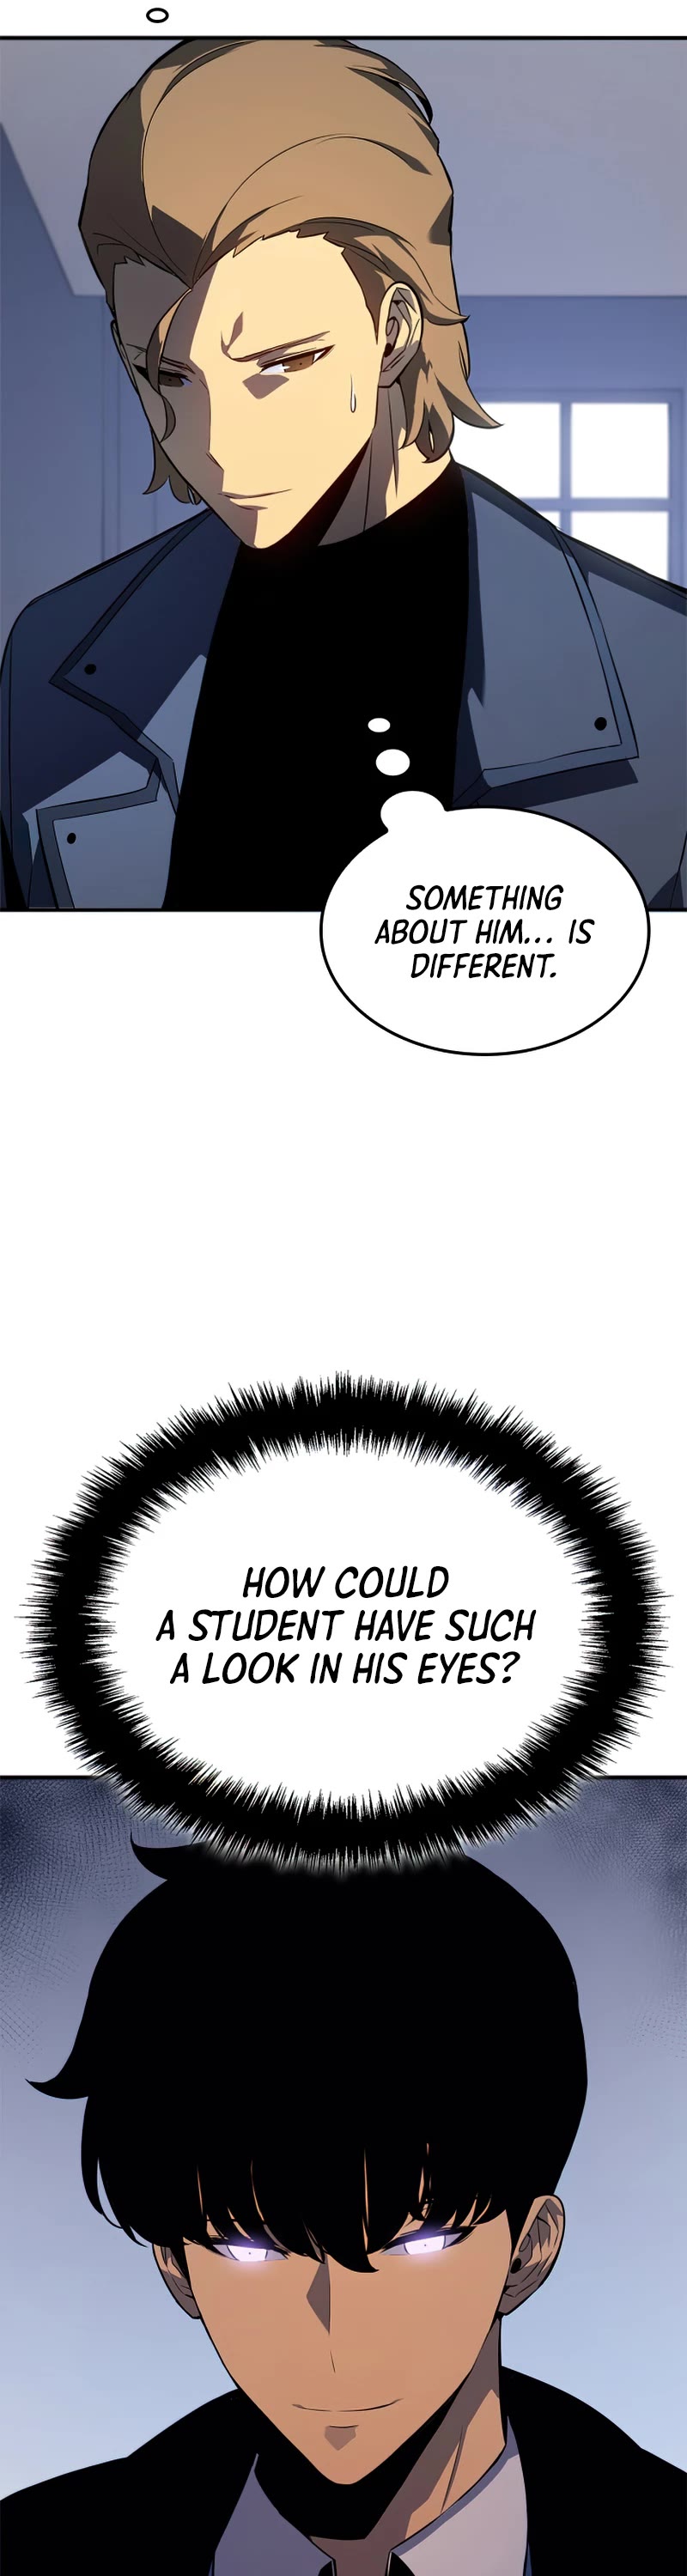 SOMETHING
ABOUT HIM... IS
DIFFERENT.
HOW COULD
A STUDENT HAVE SUCH
A LOOK IN HIS EYES?